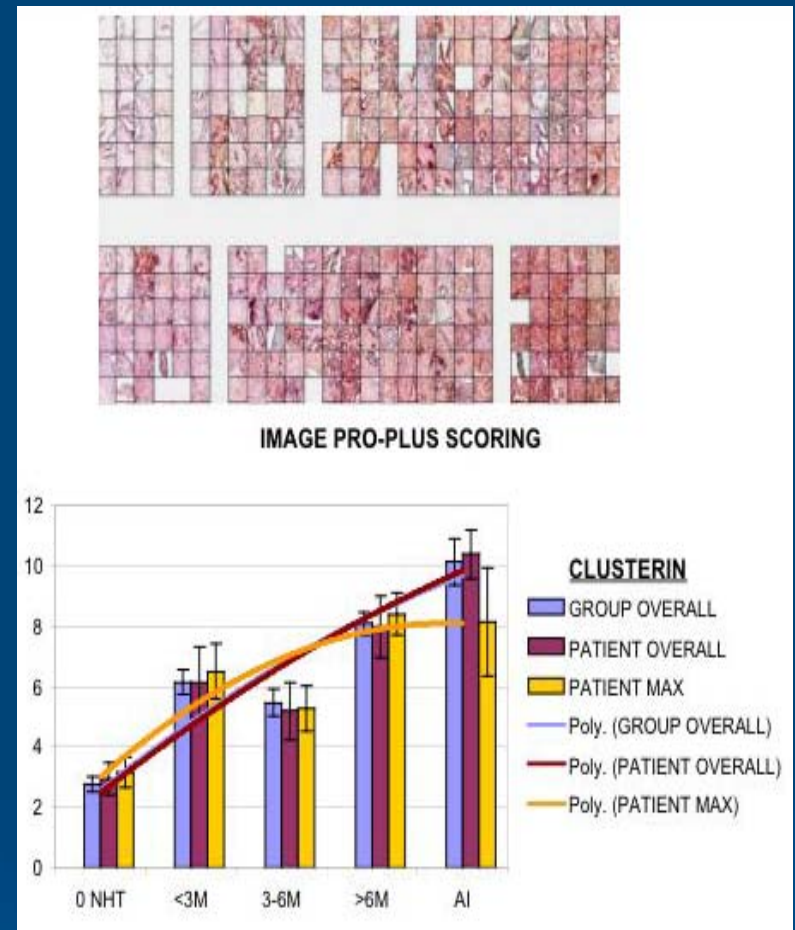 IMAGE PRO-PLUS SCORING
12
10
8
6
4
2
0
0 NHT <3M 3-6M >6M AI
CLUSTERIN
GROUP OVERALL
PATIENT OVERALL
PATIENT MAX
Poly. (GROUP OVERALL)
Poly. (PATIENT OVERALL)
Poly. (PATIENT MAX)